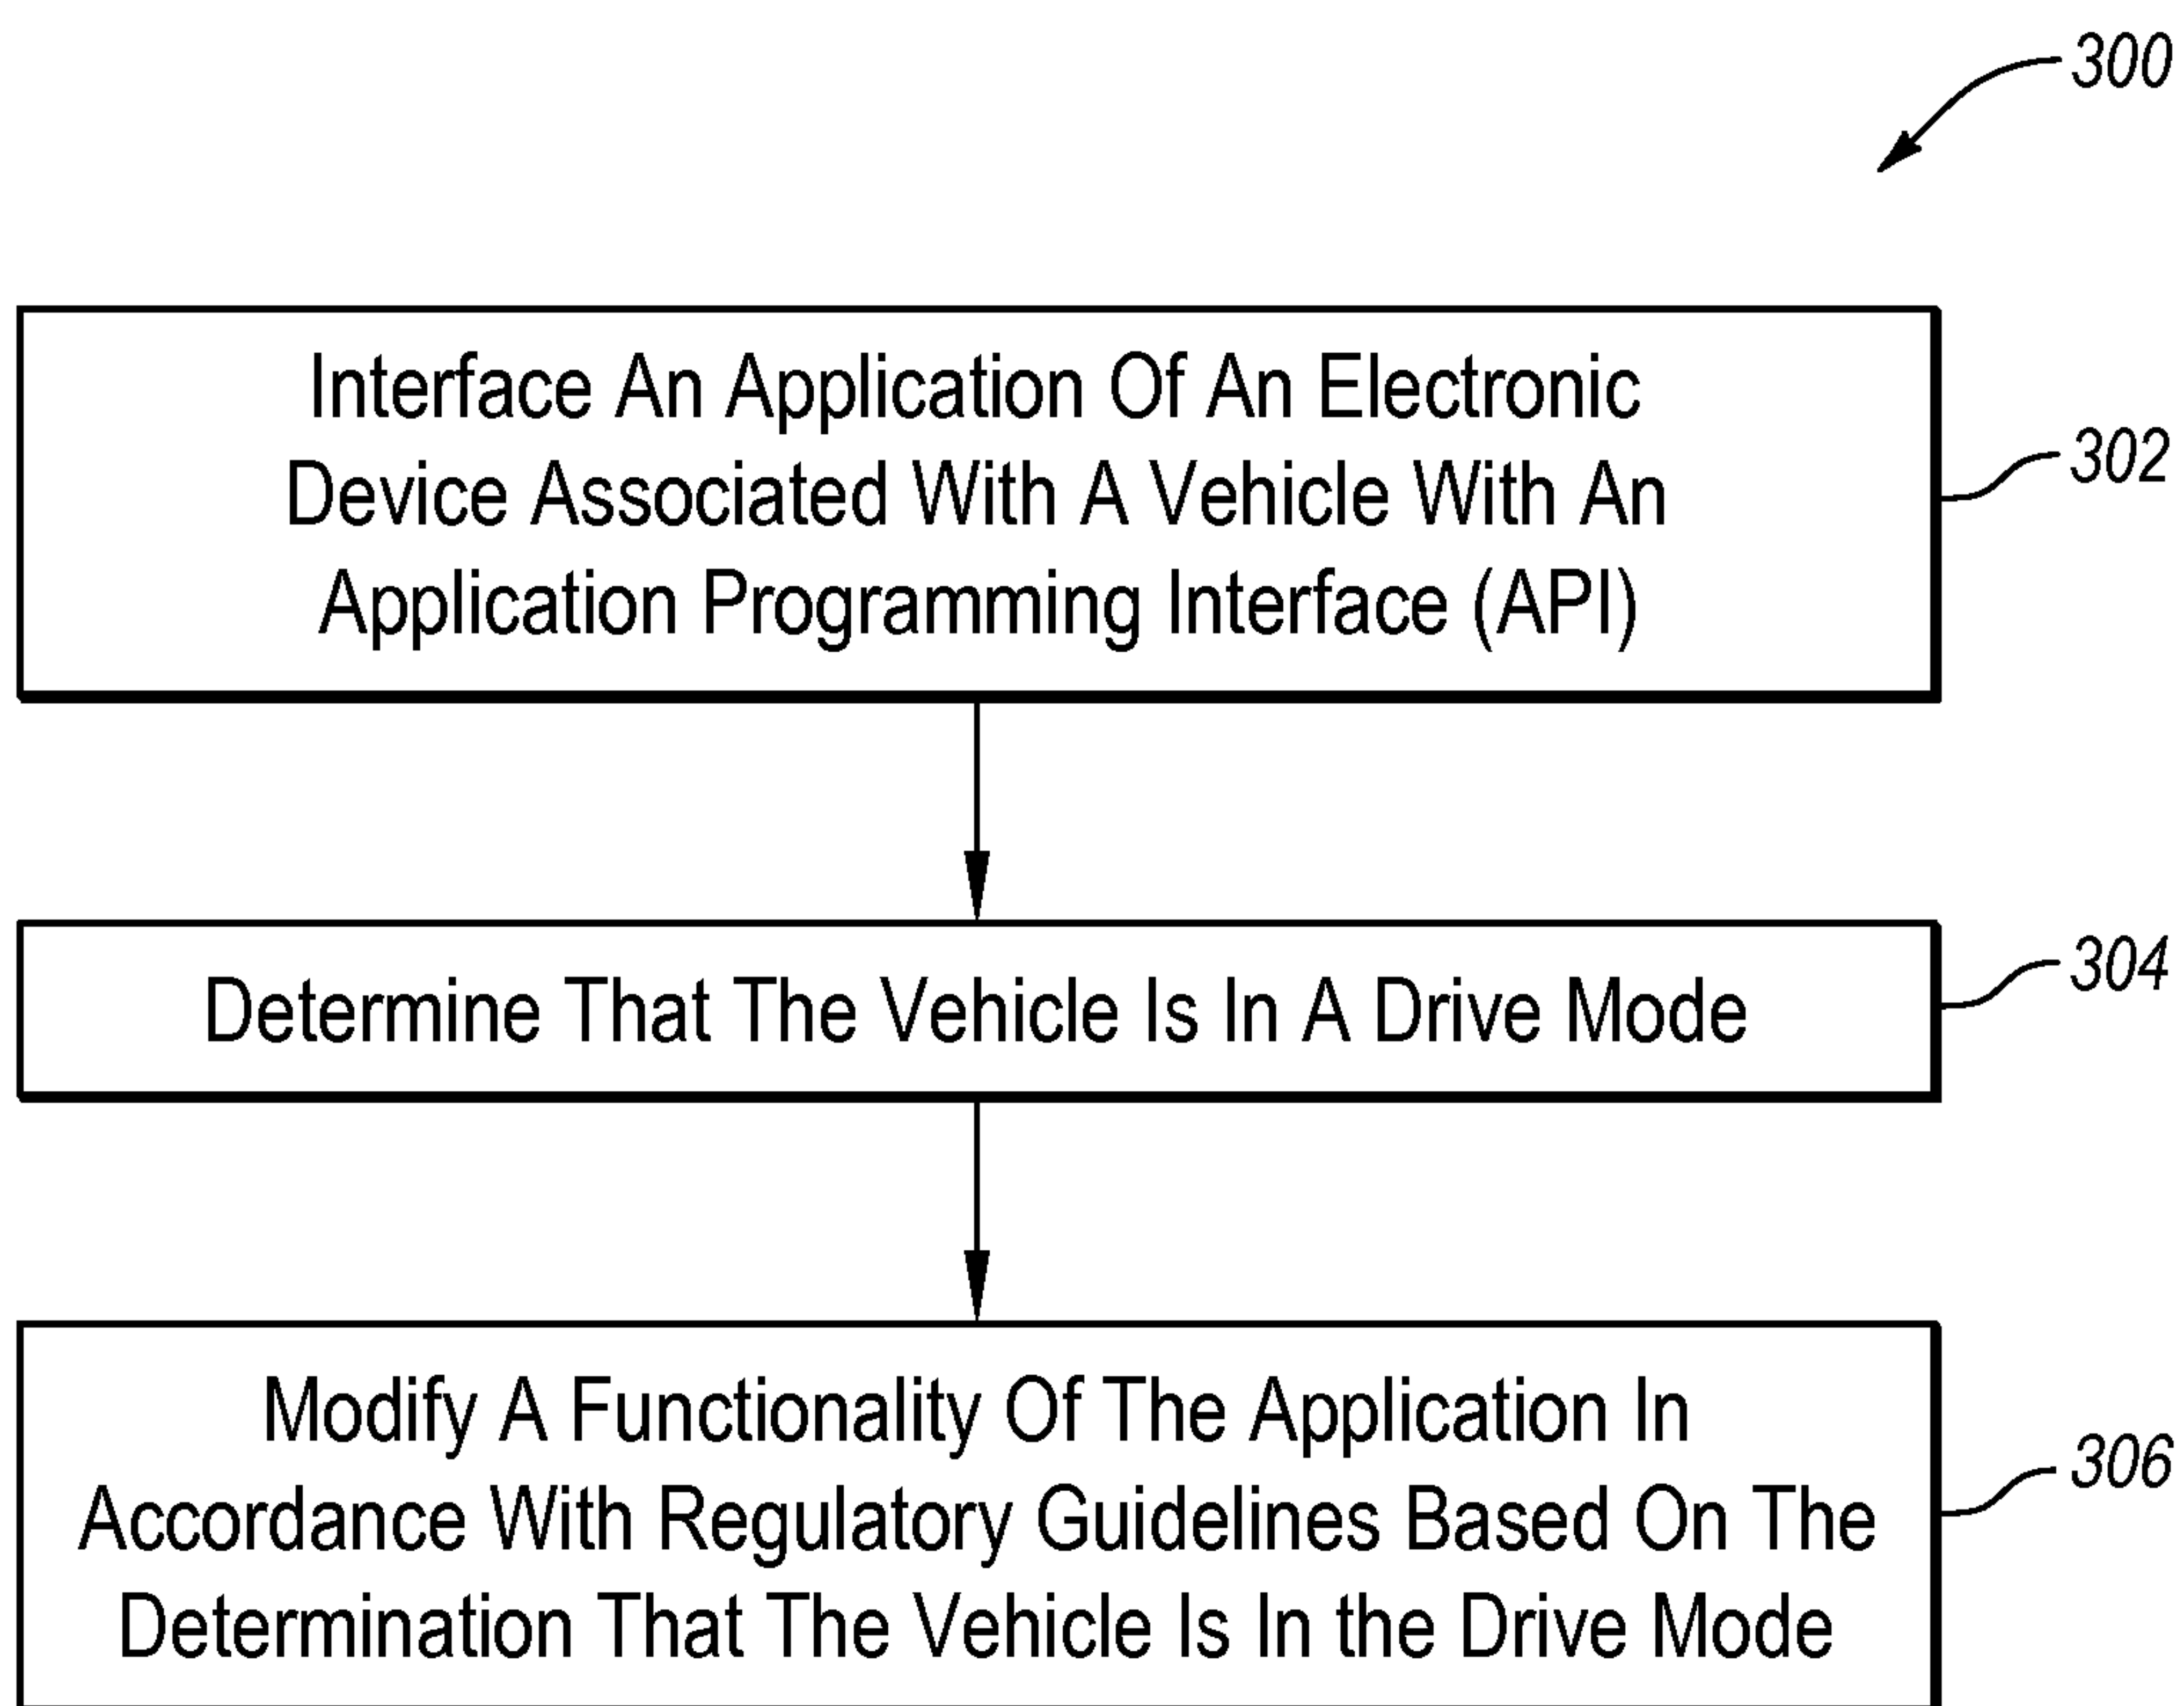 300
Interface An Application Of An Electronic
Device Associated With A Vehicle With An
Application Programming Interface (API)
302
Determine That The Vehicle Is In A Drive Mode
304
Modify A Functionality Of The Application In
Accordance With Regulatory Guidelines Based On The
Determination That The Vehicle Is In the Drive Mode
306